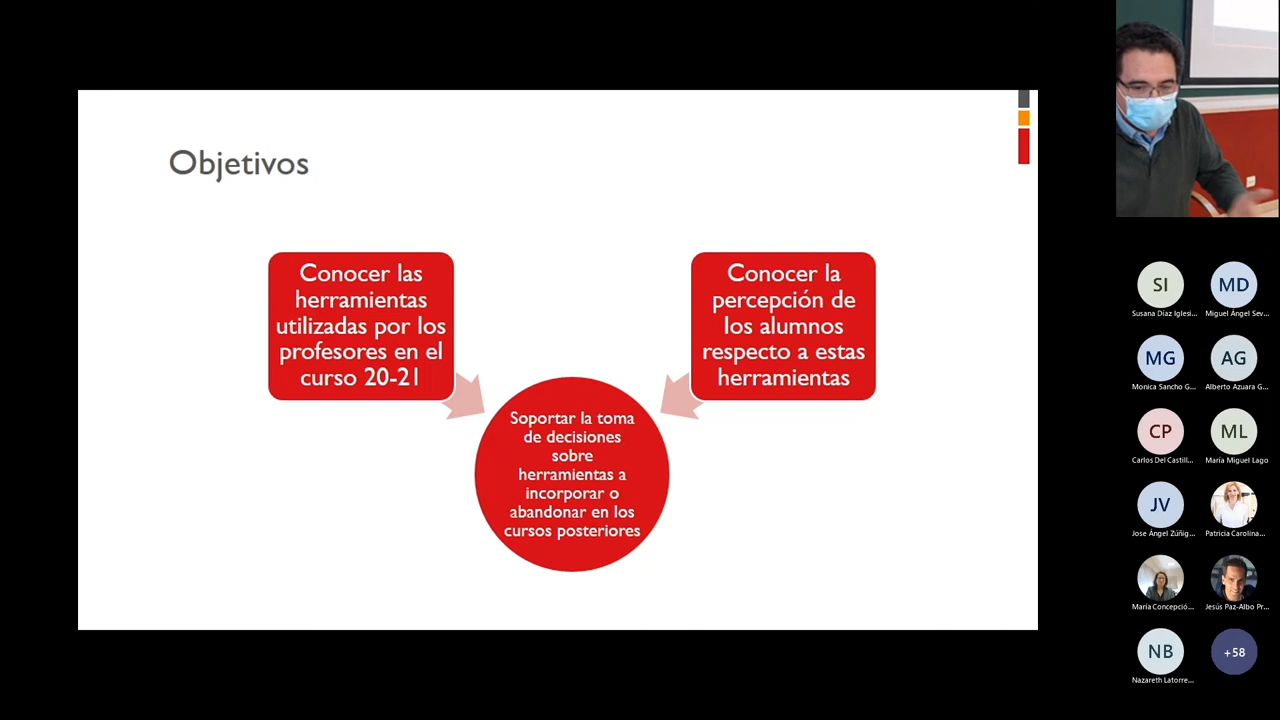 Objetivos
Conocer las
herramientas
utilizadas por los
profesores en el
curso 20-21
Conocer la
percepción de
los alumnos
respecto a estas
herramientas
Soportar la toma
de decisiones
sobre
herramientas a
incorporar o
abandonar en los
cursos posteriores
SI
Susana Díaz Iglesi...
MD
Miguel Ángel Sev...
MG
Monica Sancho G...
AG
Alberto Azuara G...
CP
Carlos Del Castill...
ML
María Miguel Lago
JV
Jose Ángel Zúñig...
Patricia Carolina...
María Concepció...
Jesús Paz-Albo Pr...
NB
Nazareth Latorre...
+58